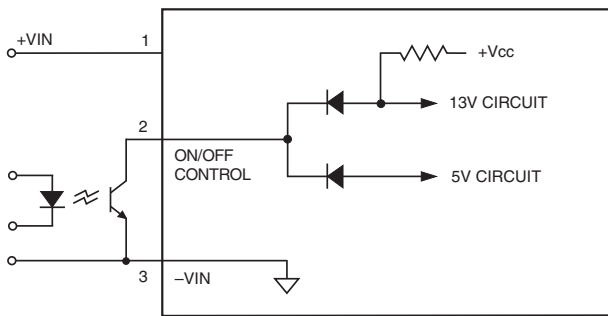 +VIN
1
+Vcc
13V CIRCUIT
2
ON/OFF
CONTROL
5V CIRCUIT
3
–VIN